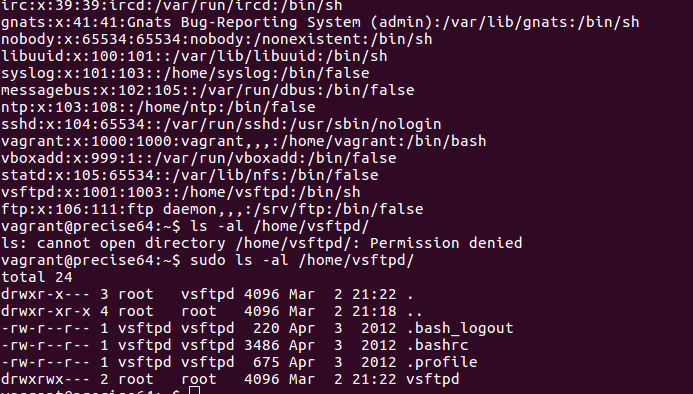 irc:x:39:39:ircd:/var/run/ircd:/bin/sh
gnats:x:41:41:Gnats Bug-Reporting System (admin):/var/lib/gnats:/bin/sh
nobody:x:65534:65534:nobody:/nonexistent:/bin/sh
libuuid:x:100:101::/var/lib/libuuid:/bin/sh
syslog:x:101:103::/home/syslog:/bin/false
messagebus:x:102:105::/var/run/dbus:/bin/false
ntp:x:103:108::/home/ntp:/bin/false
sshd:x:104:65534::/var/run/sshd:/usr/sbin/nologin
vagrant:x:1000:1000:vagrant,,,:/home/vagrant:/bin/bash
vboxadd:x:999:1::/var/run/vboxadd:/bin/false
statd:x:105:65534::/var/lib/nfs:/bin/false
vsftpd:x:1001:1003::/home/vsftpd:/bin/sh
ftp:x:106:111:ftp daemon,,,:/srv/ftp:/bin/false
vagrant@precise64:~$ ls -al /home/vsftpd/
ls: cannot open directory /home/vsftpd/: Permission denied
vagrant@precise64:~$ sudo ls -al /home/vsftpd/
total 24
drwxr-x--- 3 root   vsftpd 4096 Mar  2 21:22 .
drwxr-xr-x 4 root   root   4096 Mar  2 21:18 ..
-rw-r--r-- 1 vsftpd vsftpd  220 Apr  3  2012 .bash_logout
-rw-r--r-- 1 vsftpd vsftpd 3486 Apr  3  2012 .bashrc
-rw-r--r-- 1 vsftpd vsftpd  675 Apr  3  2012 .profile
drwxrwx--- 2 root   root   4096 Mar  2 21:22 vsftpd
vagrant@precise64:~$